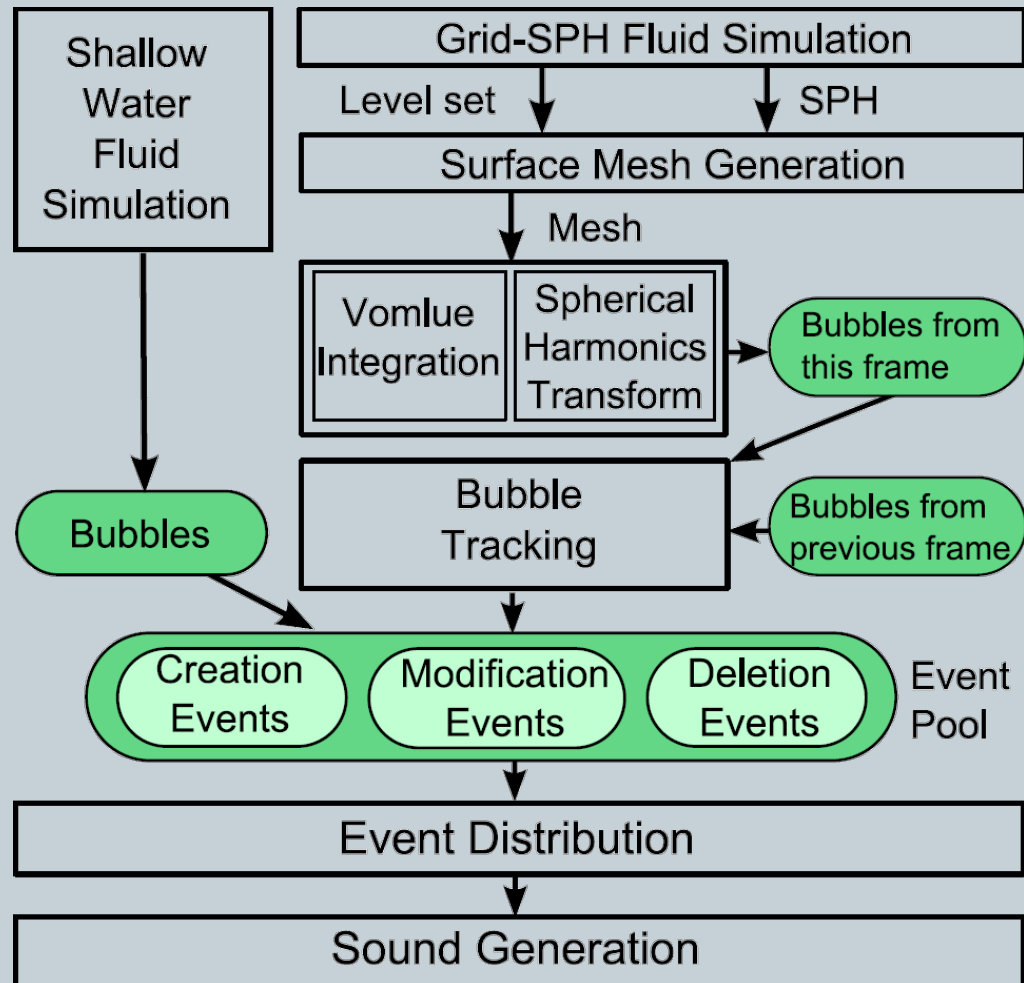 Shallow
Water
Fluid
Simulation
Grid-SPH Fluid Simulation
Level set
SPH
Surface Mesh Generation
Mesh
Vomlue
Integration
Spherical
Harmonics
Transform
Bubbles from
this frame
Bubble
Tracking
Bubbles from
previous frame
Bubbles
Creation
Events
Modification
Events
Deletion
Events
Event
Pool
Event Distribution
Sound Generation